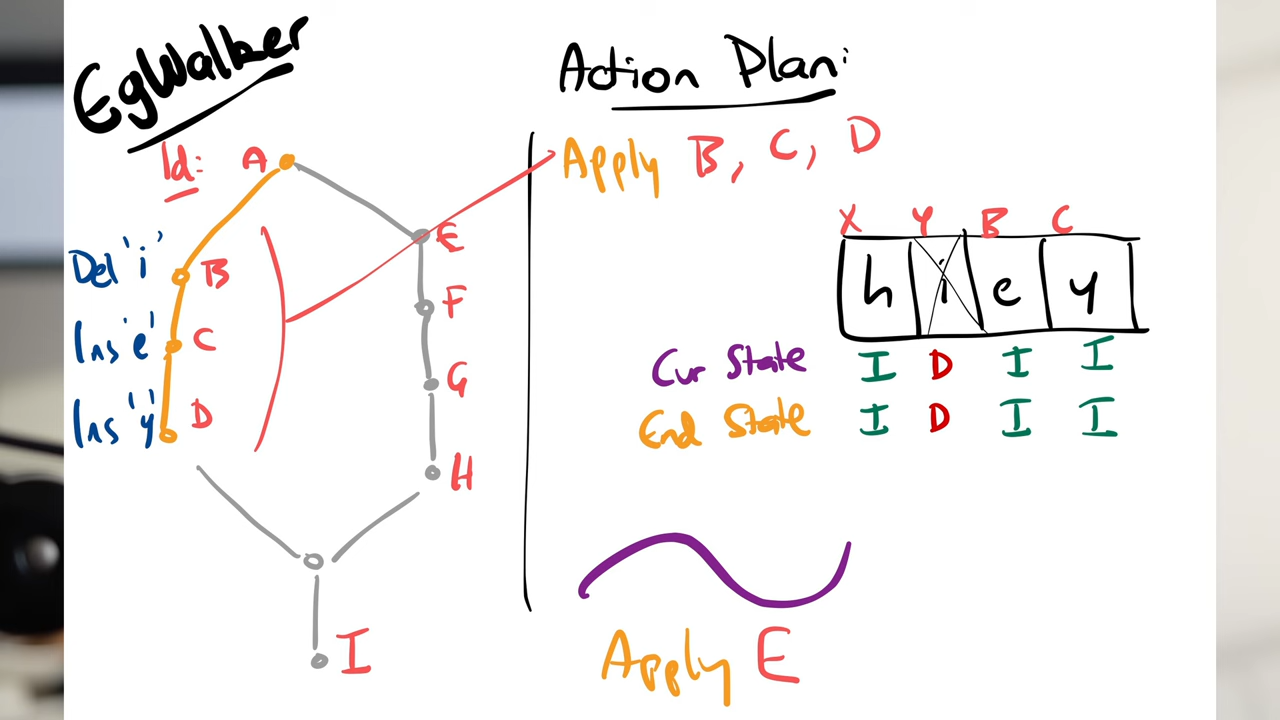 EgWalker
Action Plan:
Id: A
Apply B, C, D
E
X Y B C
Del 'i' B
h i e y
F
Ins 'e' C
Cur State I D I I
G
Ins 'y' D
End State I D I I
H
I
Apply E